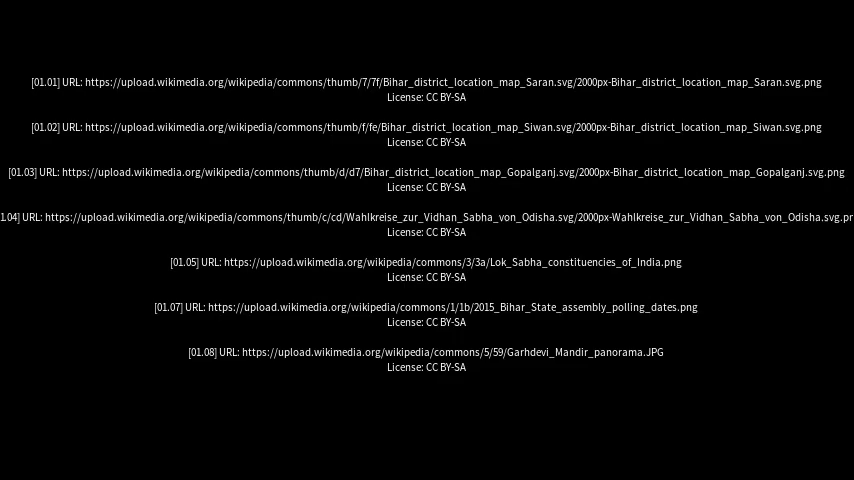 [01.01] URL: https://upload.wikimedia.org/wikipedia/commons/thumb/7/7f/Bihar_district_location_map_Saran.svg/2000px-Bihar_district_location_map_Saran.svg.png
License: CC BY-SA
[01.02] URL: https://upload.wikimedia.org/wikipedia/commons/thumb/f/fe/Bihar_district_location_map_Siwan.svg/2000px-Bihar_district_location_map_Siwan.svg.png
License: CC BY-SA
[01.03] URL: https://upload.wikimedia.org/wikipedia/commons/thumb/d/d7/Bihar_district_location_map_Gopalganj.svg/2000px-Bihar_district_location_map_Gopalganj.svg.png
License: CC BY-SA
1.04] URL: https://upload.wikimedia.org/wikipedia/commons/thumb/c/cd/Wahlkreise_zur_Vidhan_Sabha_von_Odisha.svg/2000px-Wahlkreise_zur_Vidhan_Sabha_von_Odisha.svg.pr
License: CC BY-SA
[01.05] URL: https://upload.wikimedia.org/wikipedia/commons/3/3a/Lok_Sabha_constituencies_of_India.png
License: CC BY-SA
[01.07] URL: https://upload.wikimedia.org/wikipedia/commons/1/1b/2015_Bihar_State_assembly_polling_dates.png
License: CC BY-SA
[01.08] URL: https://upload.wikimedia.org/wikipedia/commons/5/59/Garhdevi_Mandir_panorama.JPG
License: CC BY-SA